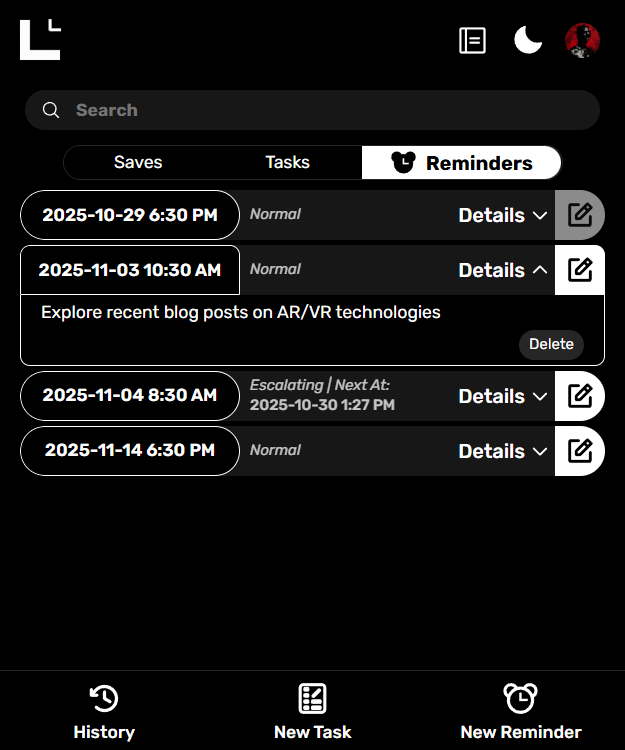 Search
Saves Tasks Reminders
2025-10-29 6:30 PM Normal Details
2025-11-03 10:30 AM Normal Details
Explore recent blog posts on AR/VR technologies
Delete
2025-11-04 8:30 AM Escalating | Next At: Details
2025-10-30 1:27 PM
2025-11-14 6:30 PM Normal Details
History New Task New Reminder